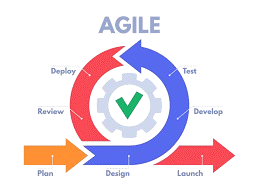 AGILE
Deploy
Test
Review
Develop
Plan
Design
Launch